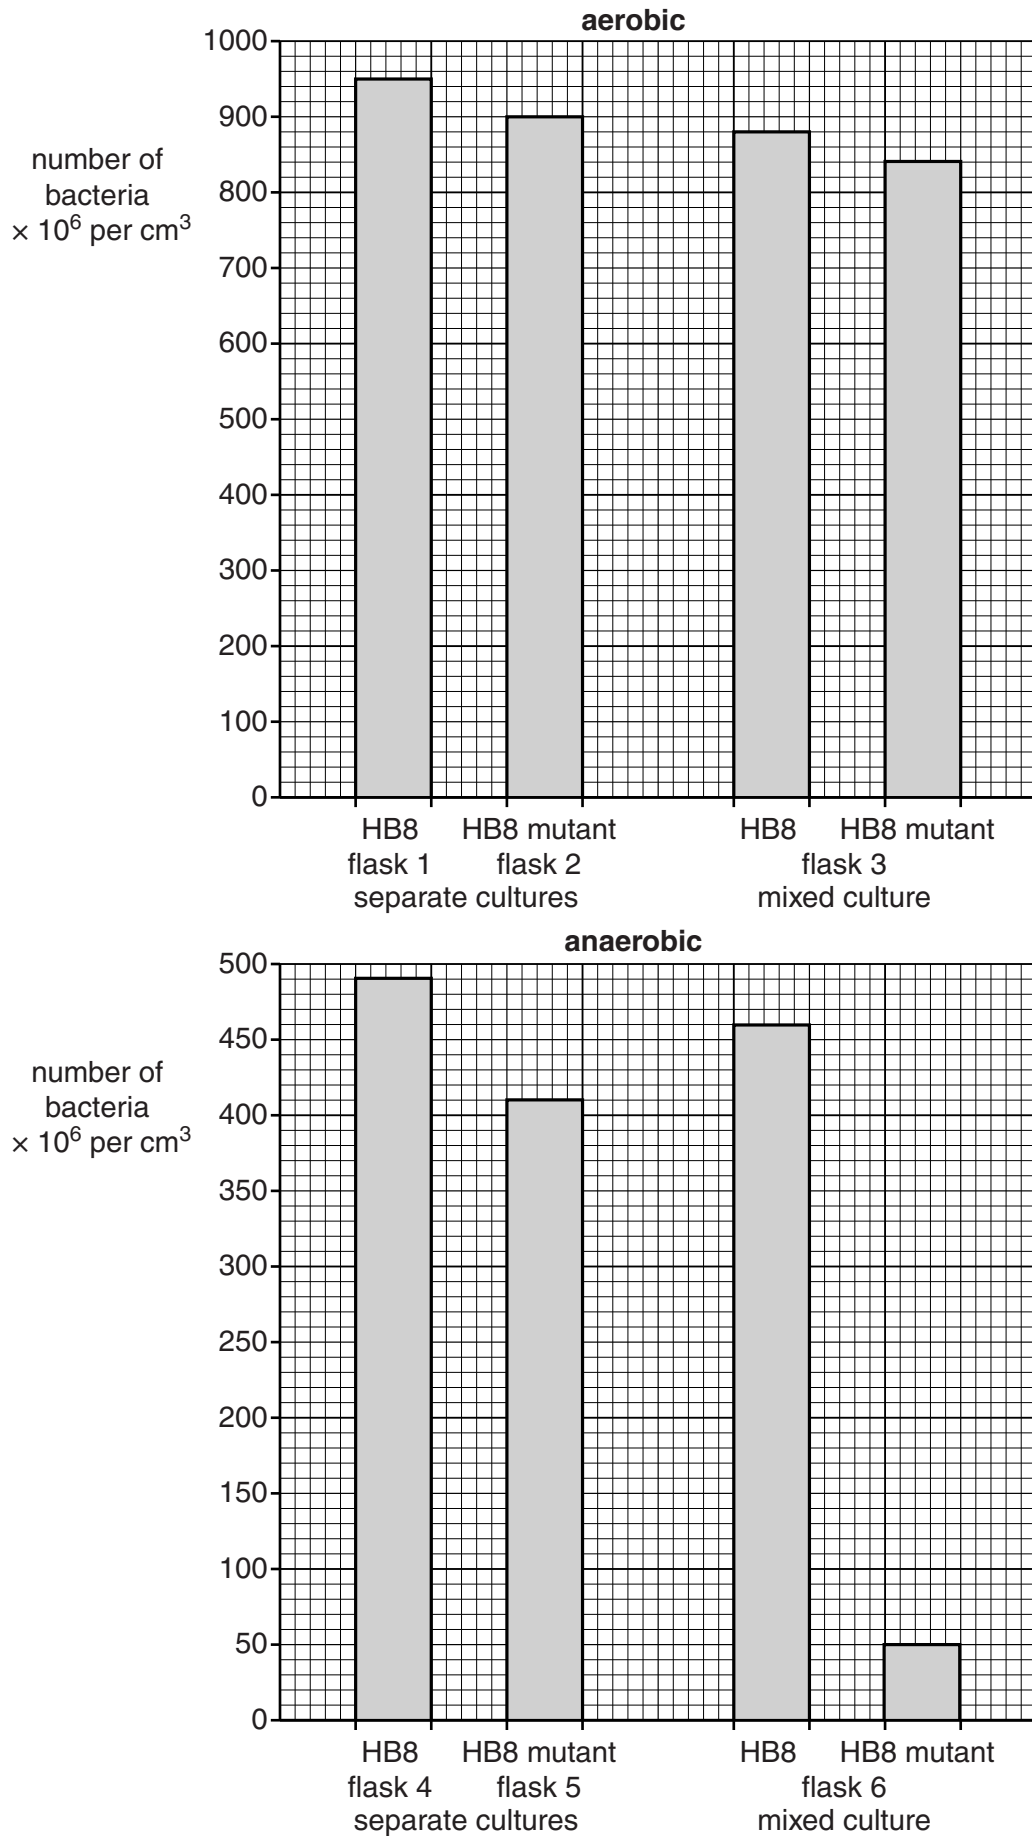 aerobic
1000
900
800
700
600
500
400
300
200
100
0
number of
bacteria
× 10⁶ per cm³
HB8 HB8 mutant HB8 HB8 mutant
flask 1 flask 2 flask 3
separate cultures mixed culture
anaerobic
500
450
400
350
300
250
200
150
100
50
0
number of
bacteria
× 10⁶ per cm³
HB8 HB8 mutant HB8 HB8 mutant
flask 4 flask 5 flask 6
separate cultures mixed culture